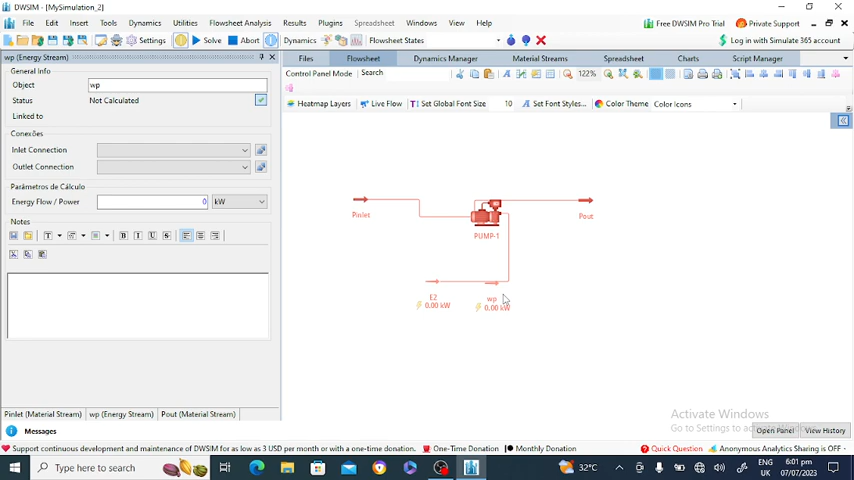 DWSIM - [MySimulation_2]
File Edit Insert Tools Dynamics Utilities Flowsheet Analysis Results Plugins Spreadsheet Windows View Help Free DWSIM Pro Trial Private Support
Settings Solve Abort Dynamics Flowsheet States Log in with Simulate 365 account
wp (Energy Stream) Files Flowsheet Dynamics Manager Material Streams Spreadsheet Charts Script Manager
General Info
Control Panel Mode Search 122%
Object wp
Status Not Calculated
Heatmap Layers Live Flow Set Global Font Size 10 Set Font Styles... Color Theme Color Icons
Linked to
Conexões
Inlet Connection
Outlet Connection
Parâmetros de Cálculo
Energy Flow / Power 0 kW
Notes
B I U S
Pinlet
PUMP-1
Pout
E2
0.00 kW
wp
0.00 kW
Pinlet (Material Stream) wp (Energy Stream) Pout (Material Stream)
Activate Windows
Go to Settings to
Messages Open Panel View History
Support continuous development and maintenance of DWSIM for as low as 3 USD per month or with a one-time donation. One-Time Donation Monthly Donation Quick Question Anonymous Analytics Sharing is OFF
Type here to search 32°C ENG UK 6:01 pm 07/07/2023